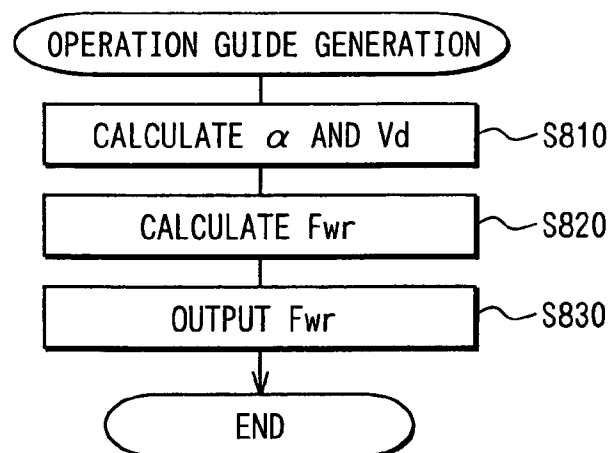 OPERATION GUIDE GENERATION
CALCULATE α AND Vd
S810
CALCULATE Fwr
S820
OUTPUT Fwr
S830
END